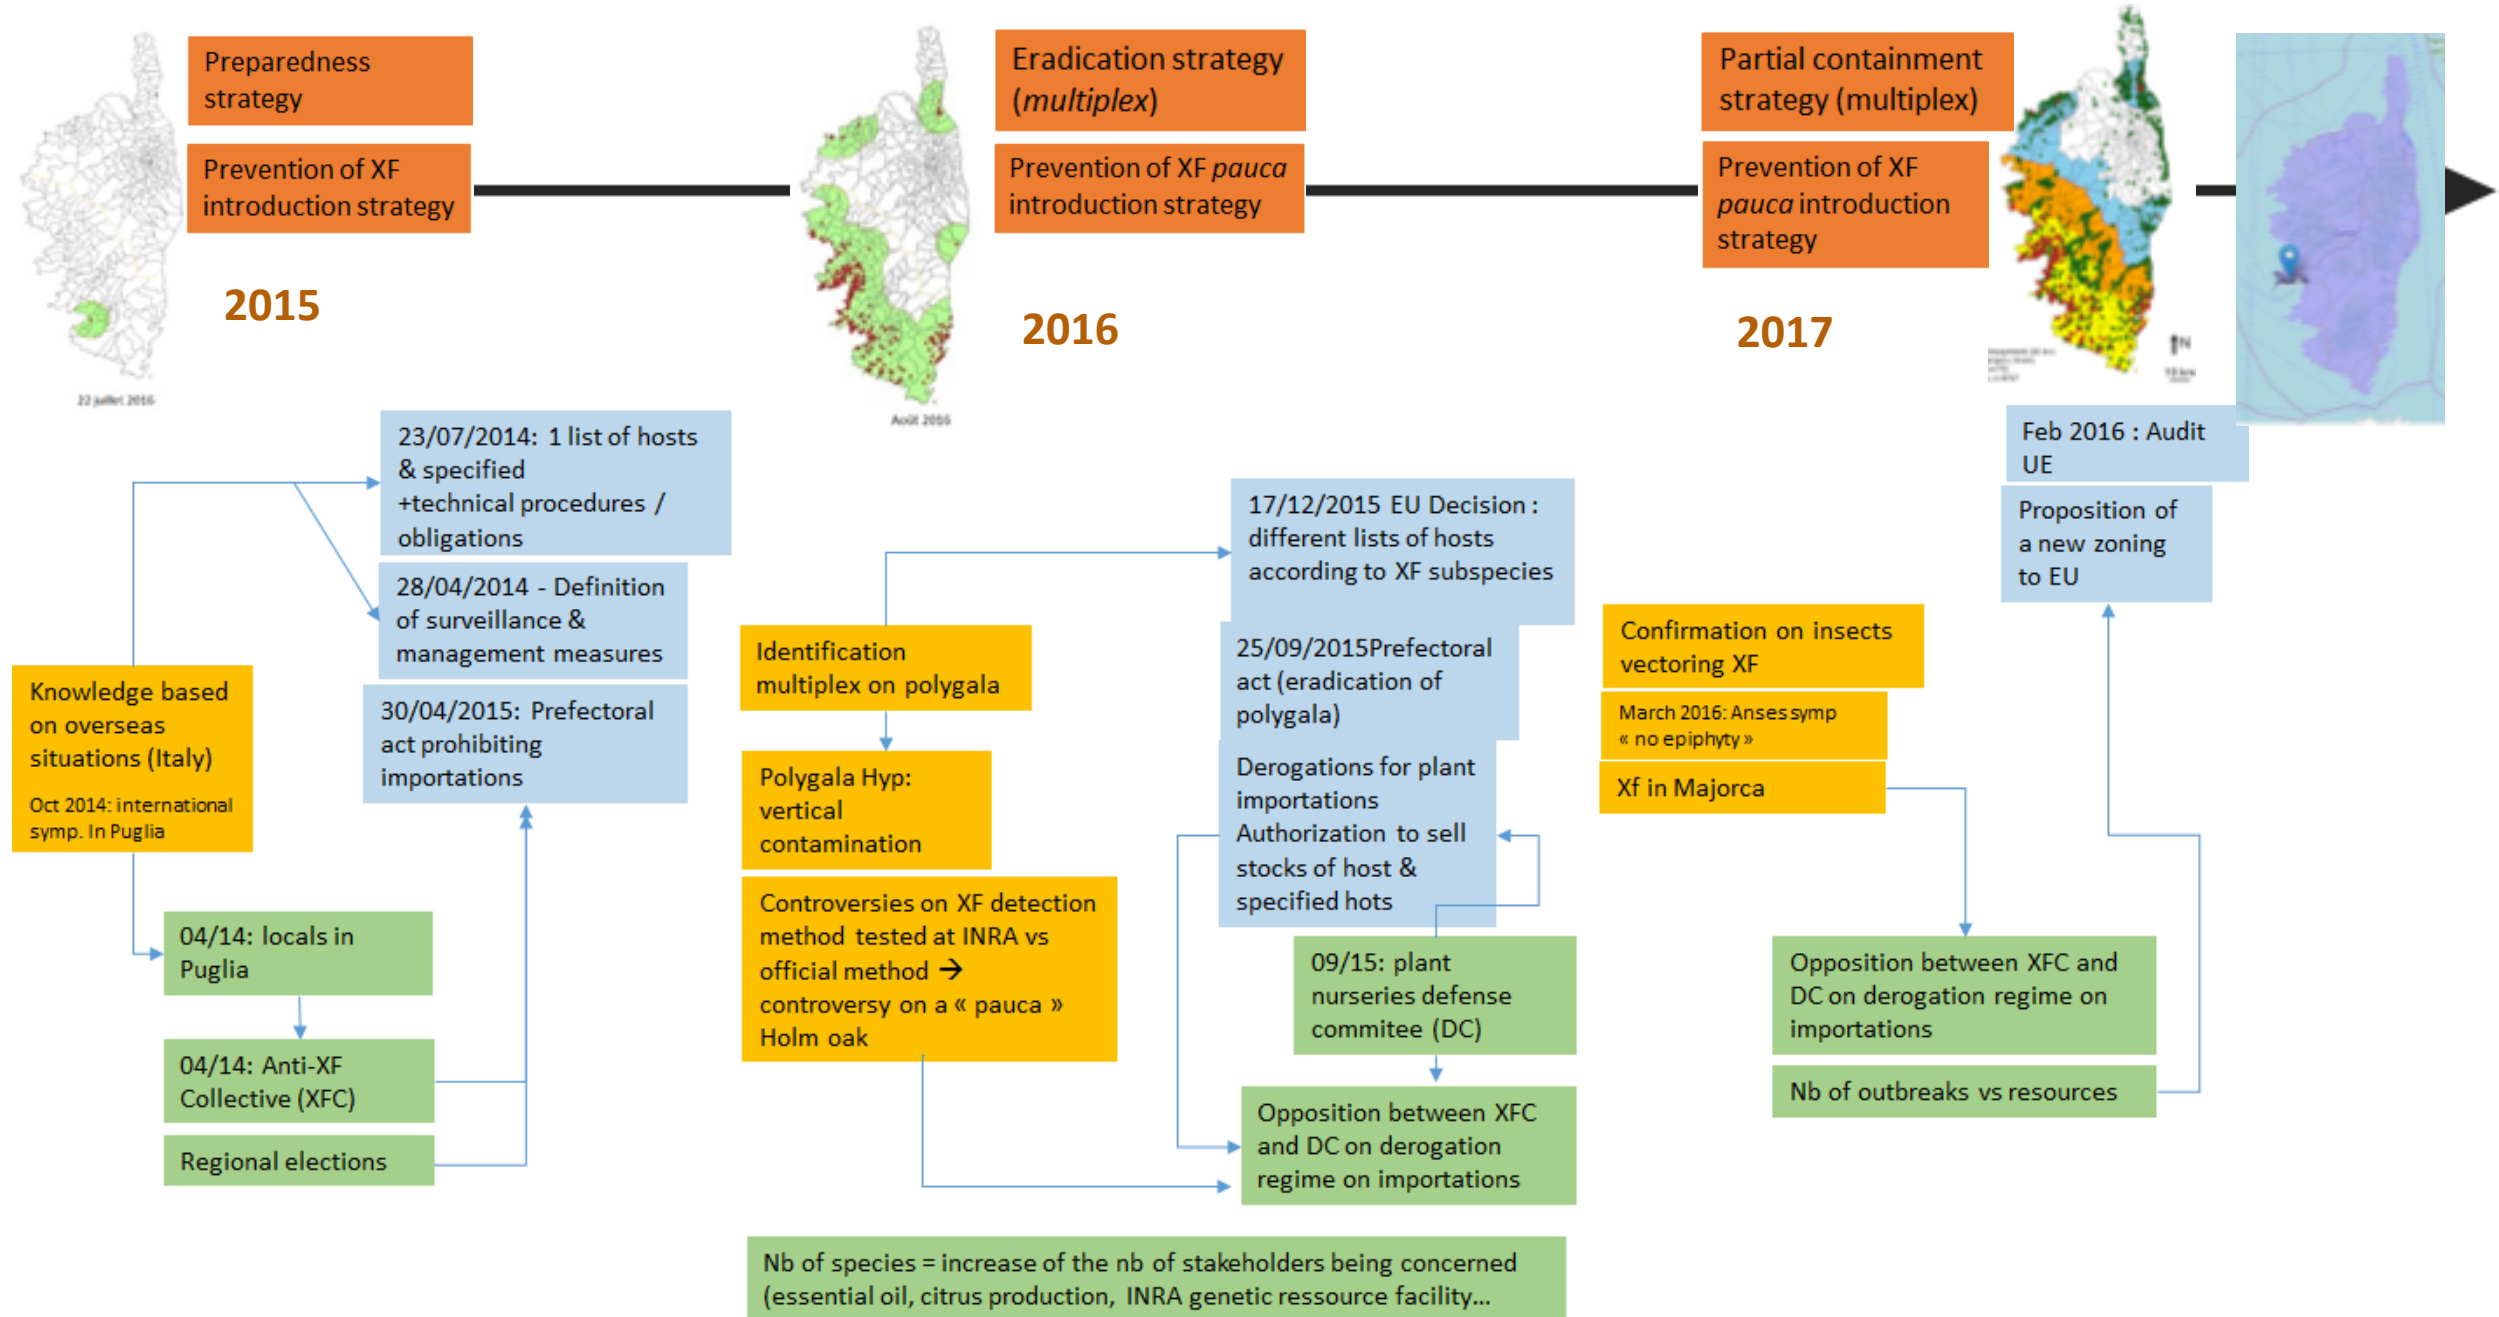 Preparedness
strategy
Prevention of XF
introduction strategy
2015
22 juillet 2016
Eradication strategy
(multiplex)
Prevention of XF pauca
introduction strategy
2016
Août 2016
Partial containment
strategy (multiplex)
Prevention of XF
pauca introduction
strategy
2017
N
10 km
23/07/2014: 1 list of hosts
& specified
+technical procedures /
obligations
28/04/2014 - Definition
of surveillance &
management measures
30/04/2015: Prefectoral
act prohibiting
importations
Knowledge based
on overseas
situations (Italy)
Oct 2014: international
symp. In Puglia
04/14: locals in
Puglia
04/14: Anti-XF
Collective (XFC)
Regional elections
Identification
multiplex on polygala
Polygala Hyp:
vertical
contamination
Controversies on XF detection
method tested at INRA vs
official method →
controversy on a « pauca »
Holm oak
17/12/2015 EU Decision :
different lists of hosts
according to XF subspecies
25/09/2015Prefectoral
act (eradication of
polygala)
Derogations for plant
importations
Authorization to sell
stocks of host &
specified hots
09/15: plant
nurseries defense
commitee (DC)
Opposition between XFC
and DC on derogation
regime on importations
Nb of species = increase of the nb of stakeholders being concerned
(essential oil, citrus production, INRA genetic ressource facility...
Feb 2016 : Audit
UE
Proposition of
a new zoning
to EU
Confirmation on insects
vectoring XF
March 2016: Anses symp
« no epiphyty »
Xf in Majorca
Opposition between XFC and
DC on derogation regime on
importations
Nb of outbreaks vs resources